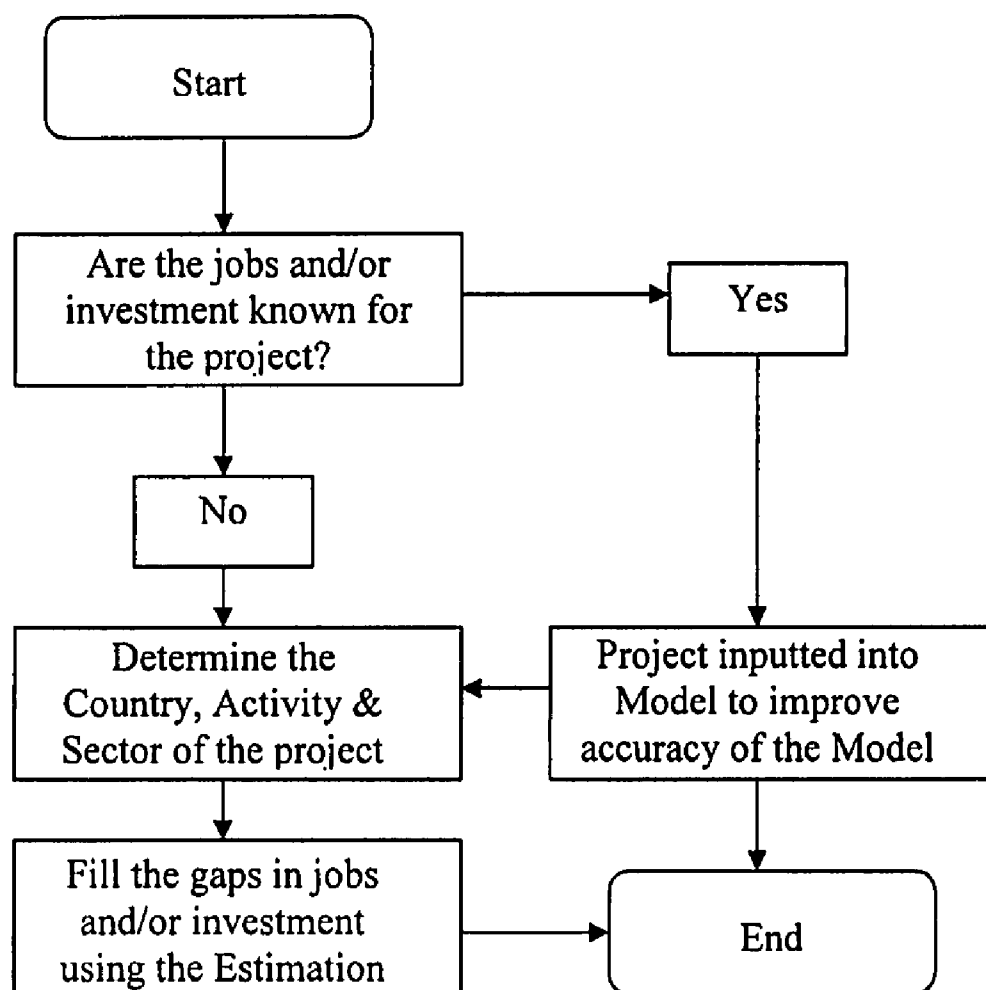 Start
Are the jobs and/or
investment known for
the project?
Yes
No
Determine the
Country, Activity &
Sector of the project
Project inputted into
Model to improve
accuracy of the Model
Fill the gaps in jobs
and/or investment
using the Estimation
End